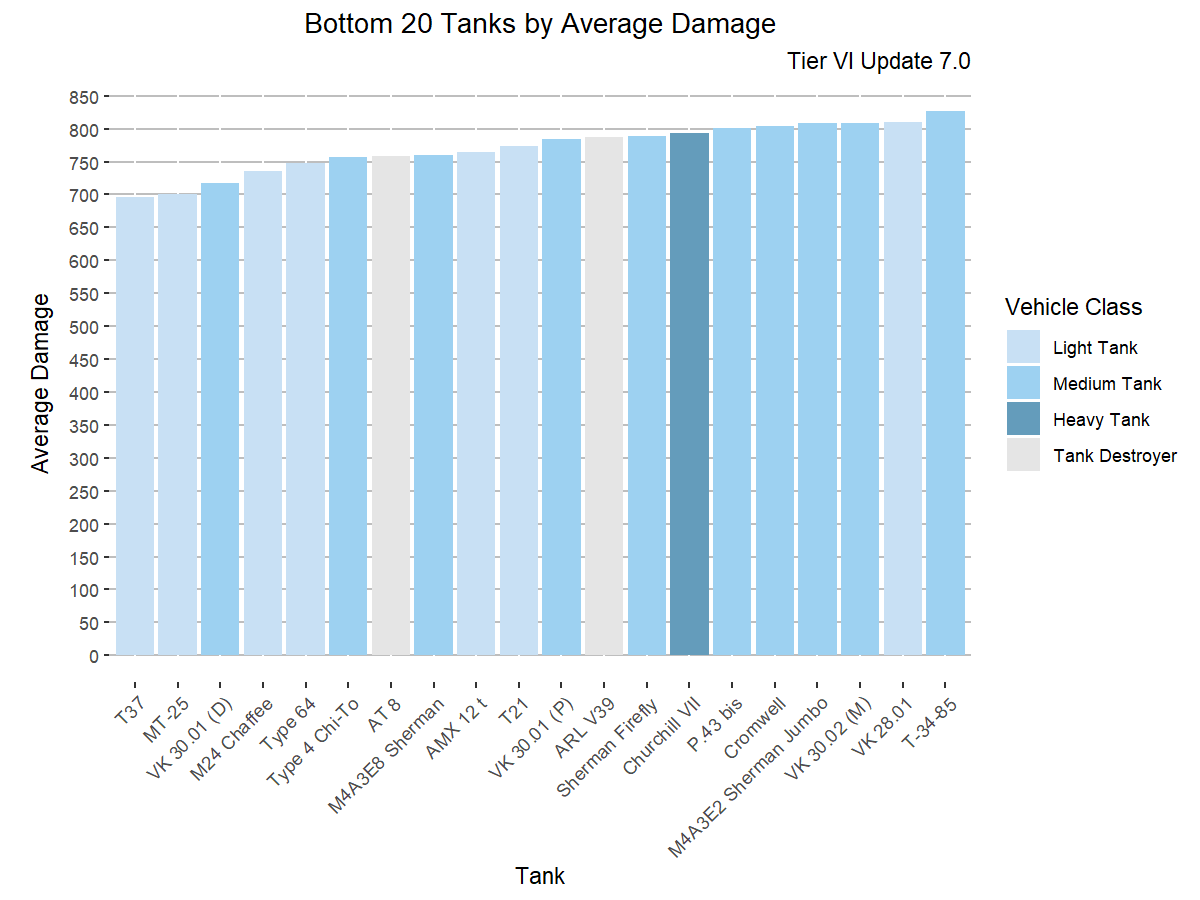 Bottom 20 Tanks by Average Damage
Tier VI Update 7.0
Average Damage
850
800
750
700
650
600
550
500
450
400
350
300
250
200
150
100
50
0
T37
MT-25
VK 30.01 (D)
M24 Chaffee
Type 64
Type 4 Chi-To
AT 8
M4A3E8 Sherman
AMX 12 t
T21
VK 30.01 (P)
ARL V39
Sherman Firefly
Churchill VII
P.43 bis
Cromwell
M4A3E2 Sherman Jumbo
VK 30.02 (M)
VK 28.01
T-34-85
Tank
Vehicle Class
Light Tank
Medium Tank
Heavy Tank
Tank Destroyer